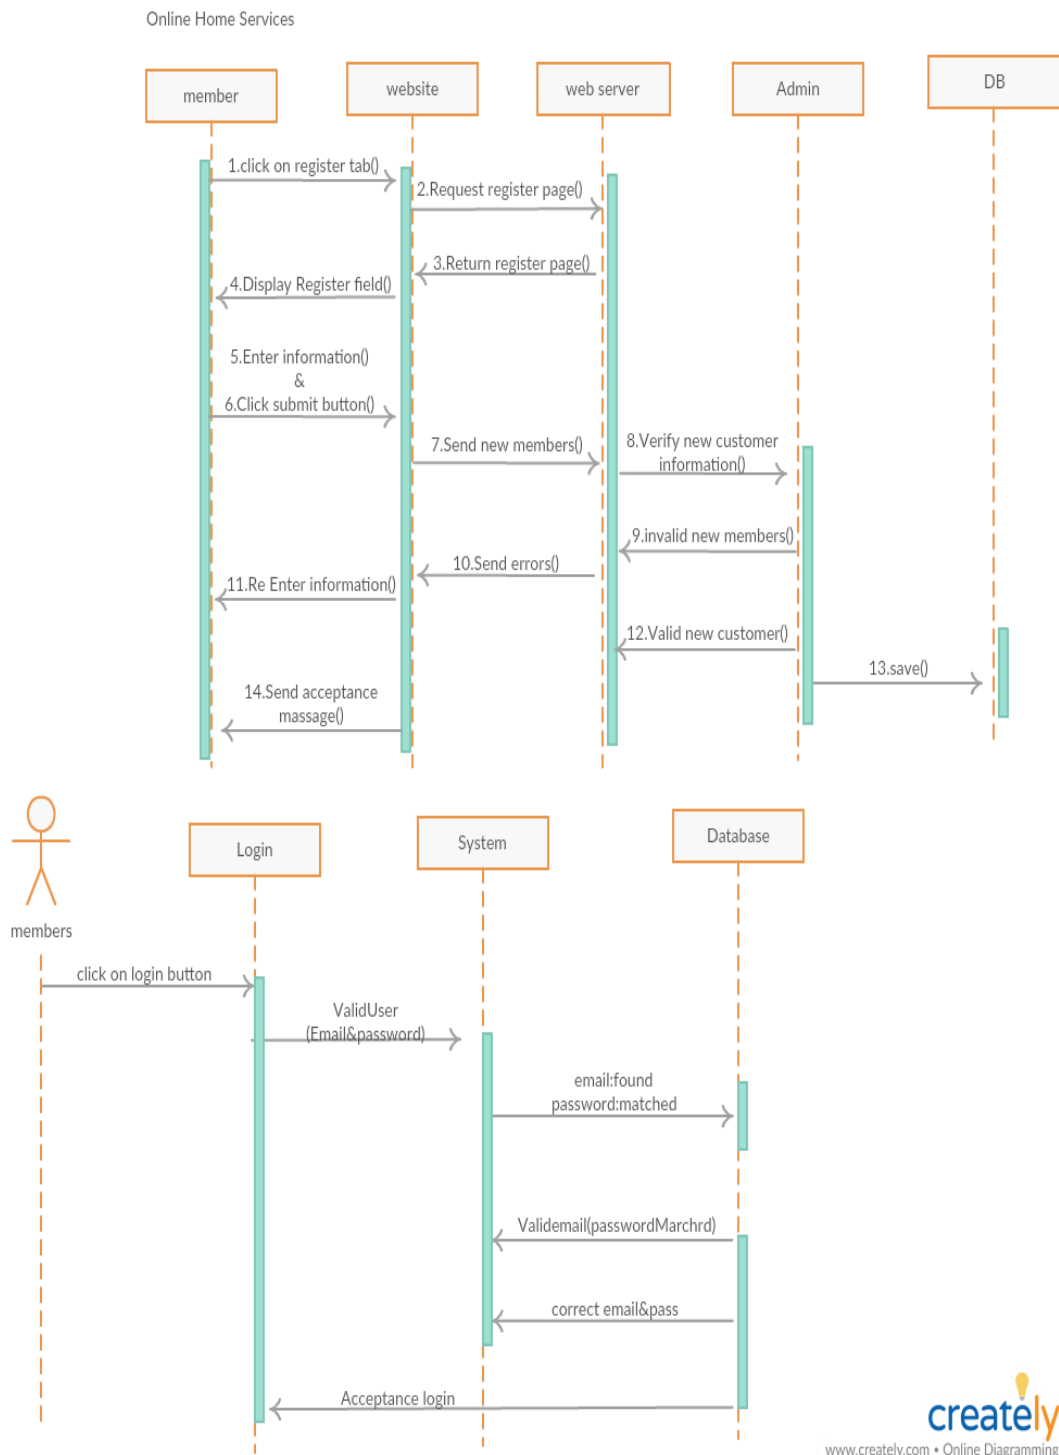 Online Home Services
member
website
web server
Admin
DB
1.click on register tab()
2.Request register page()
3.Return register page()
4.Display Register field()
5.Enter information()
&
6.Click submit button()
7.Send new members()
8.Verify new customer
information()
9.invalid new members()
10.Send errors()
11.Re Enter information()
12.Valid new customer()
13.save()
14.Send acceptance
massage()
members
Login
System
Database
click on login button
ValidUser
(Email&password)
email:found
password:matched
Validemail(passwordMarchrd)
correct email&pass
Acceptance login
creately
www.creately.com • Online Diagramming